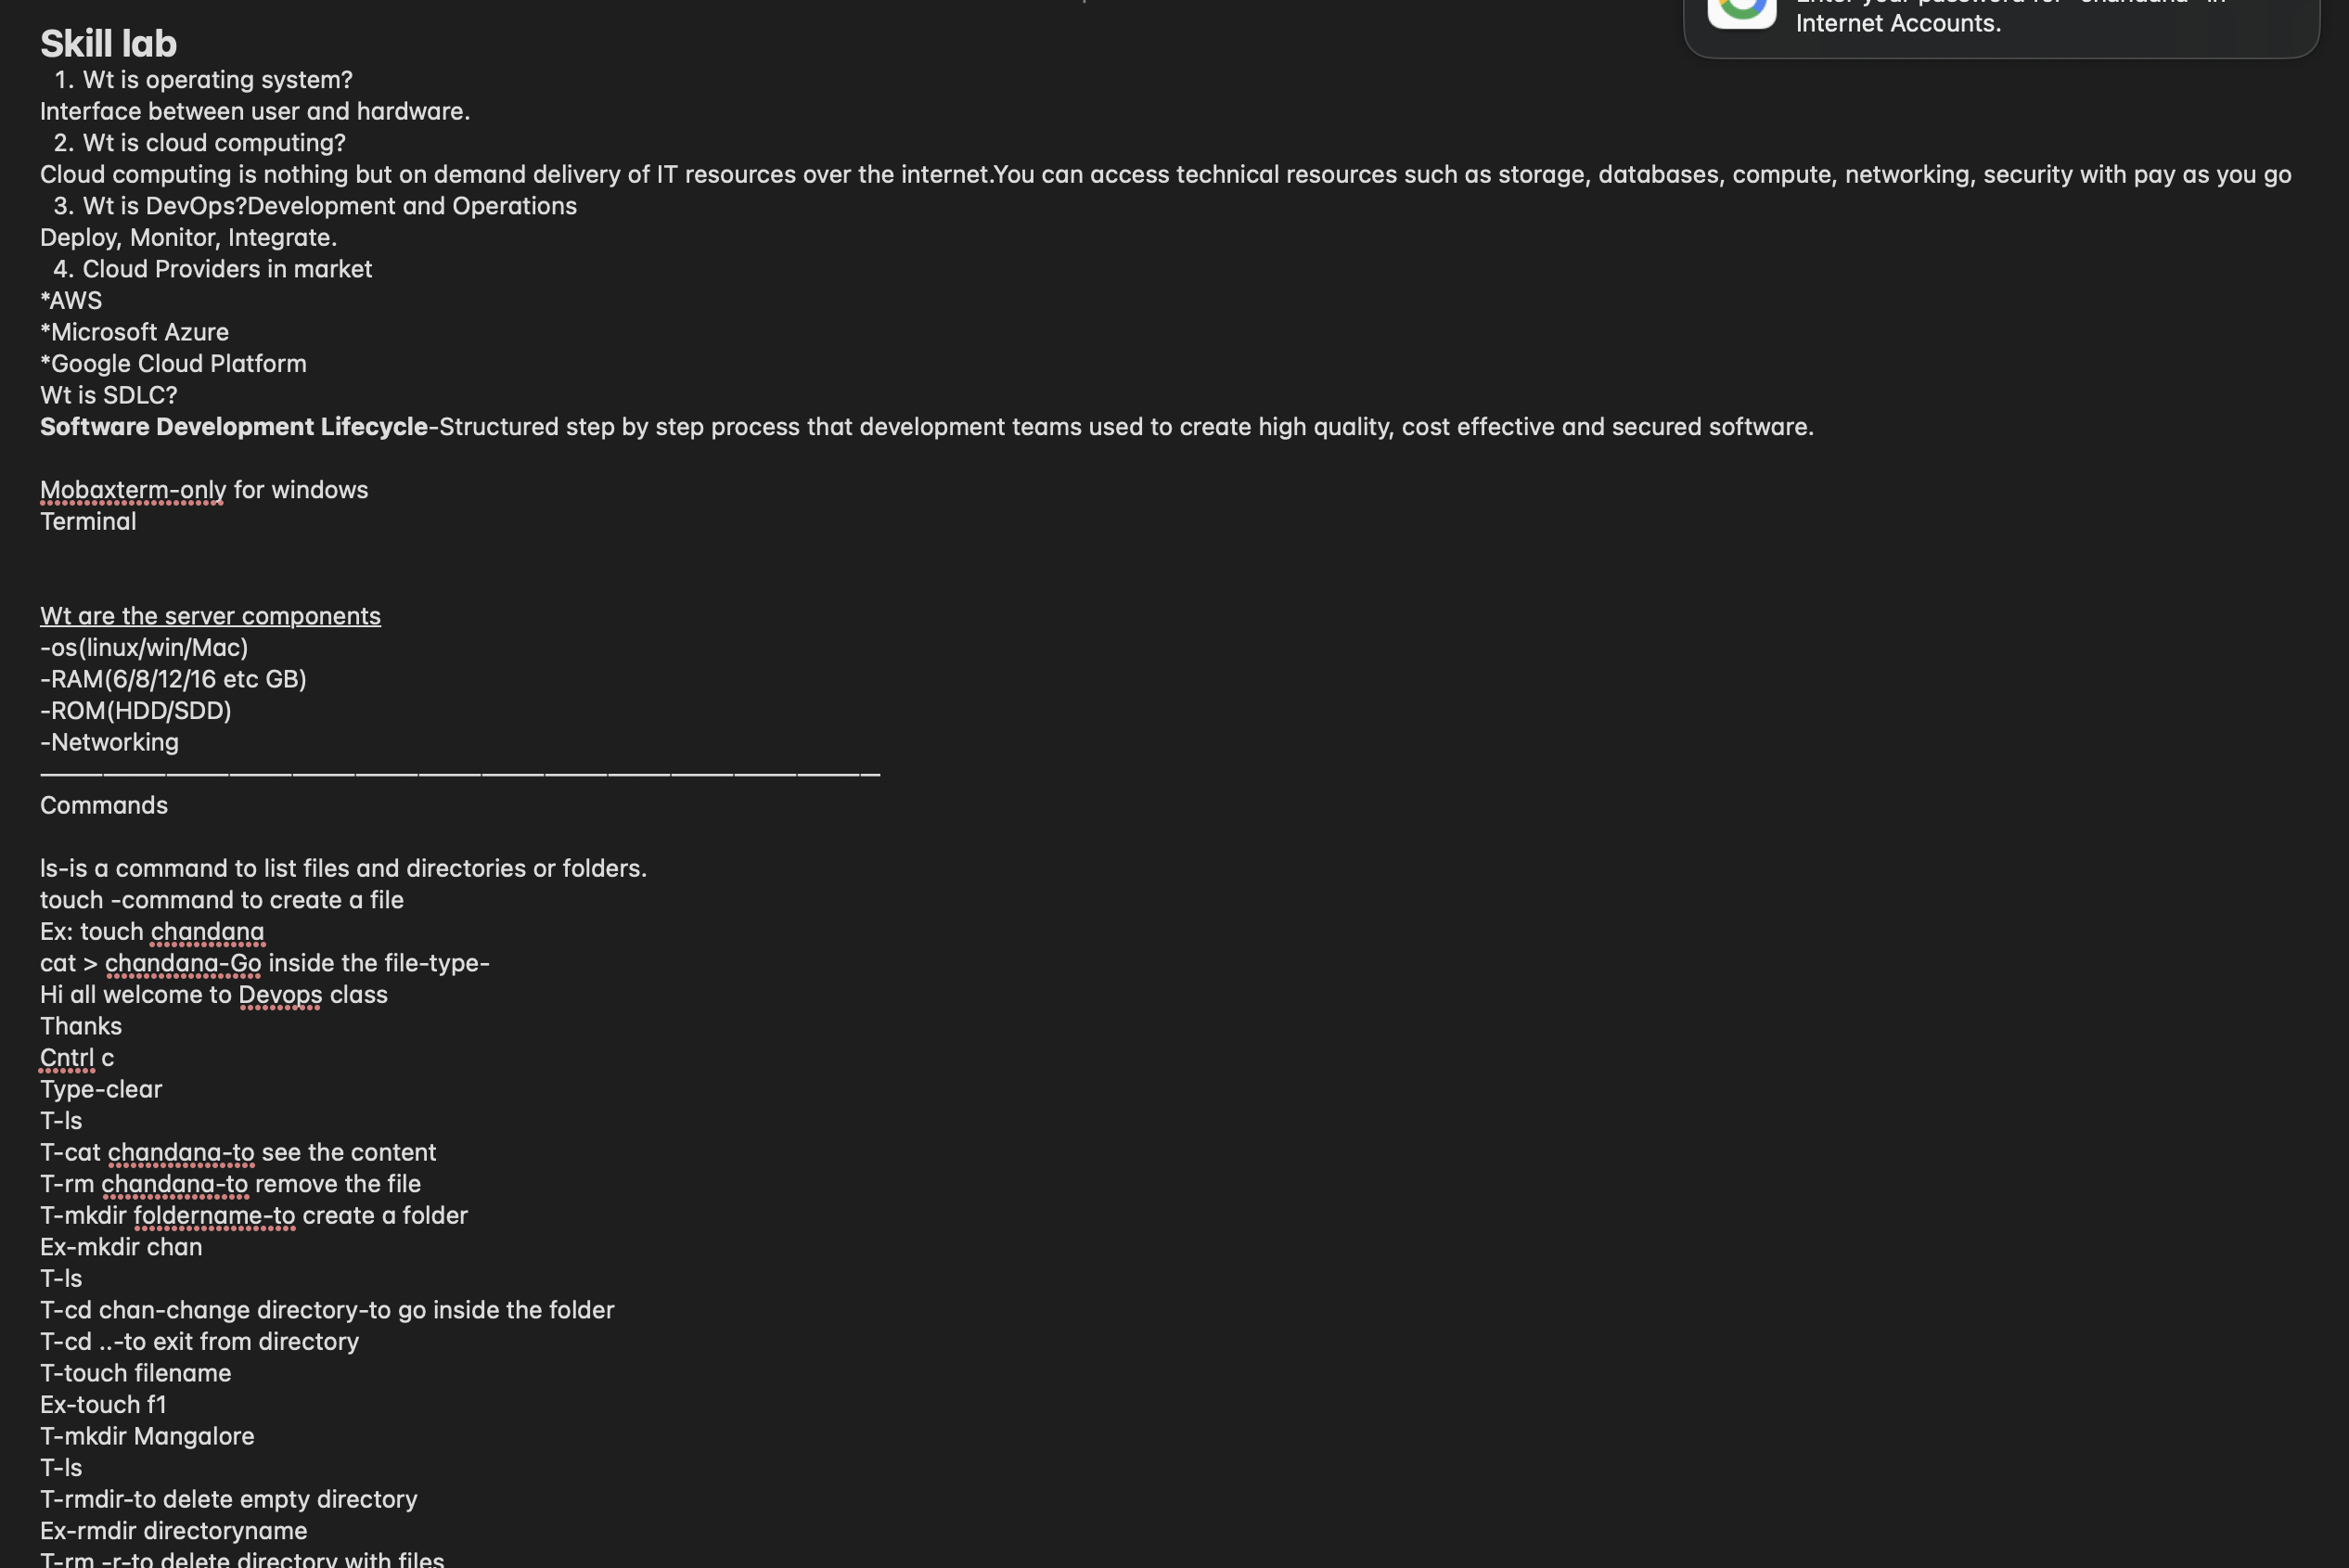 Internet Accounts.
Skill lab
1. Wt is operating system?
Interface between user and hardware.
2. Wt is cloud computing?
Cloud computing is nothing but on demand delivery of IT resources over the internet.You can access technical resources such as storage, databases, compute, networking, security with pay as you go
3. Wt is DevOps?Development and Operations
Deploy, Monitor, Integrate.
4. Cloud Providers in market
*AWS
*Microsoft Azure
*Google Cloud Platform
Wt is SDLC?
Software Development Lifecycle-Structured step by step process that development teams used to create high quality, cost effective and secured software.
Mobaxterm-only for windows
Terminal
Wt are the server components
-os(linux/win/Mac)
-RAM(6/8/12/16 etc GB)
-ROM(HDD/SDD)
-Networking
——————————————————————————
Commands
ls-is a command to list files and directories or folders.
touch -command to create a file
Ex: touch chandana
cat > chandana-Go inside the file-type-
Hi all welcome to Devops class
Thanks
Cntrl c
Type-clear
T-ls
T-cat chandana-to see the content
T-rm chandana-to remove the file
T-mkdir foldername-to create a folder
Ex-mkdir chan
T-ls
T-cd chan-change directory-to go inside the folder
T-cd ..-to exit from directory
T-touch filename
Ex-touch f1
T-mkdir Mangalore
T-ls
T-rmdir-to delete empty directory
Ex-rmdir directoryname
T-rm -r-to delete directory with files